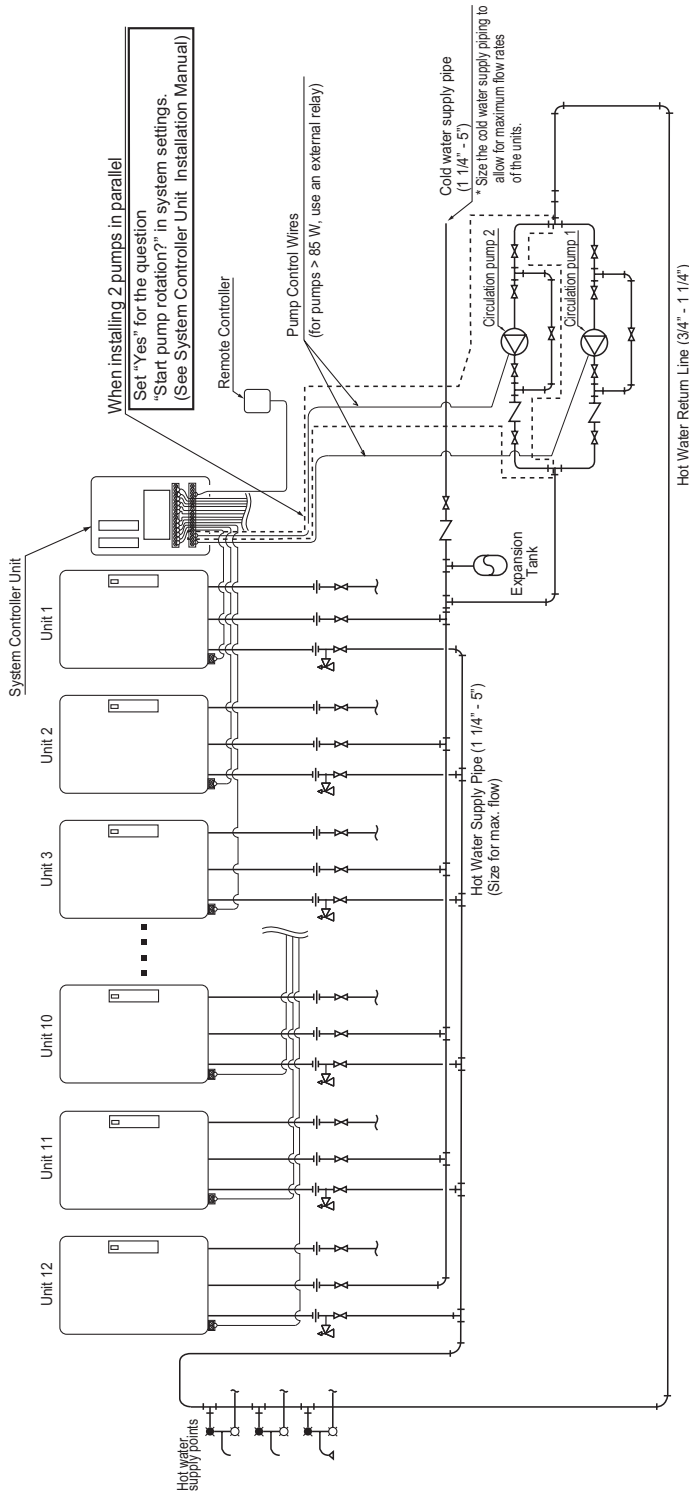 When installing 2 pumps in parallel
Set “Yes” for the question
“Start pump rotation?” in system settings.
(See System Controller Unit Installation Manual)
System Controller Unit
Remote Controller
Pump Control Wires
(for pumps > 85 W, use an external relay)
Cold water supply pipe
(1 1/4” - 5”)
* Size the cold water supply piping to
allow for maximum flow rates
of the units.
Circulation pump 2
Circulation pump 1
Expansion
Tank
Hot Water Return Line (3/4” - 1 1/4”)
Hot Water Supply Pipe (1 1/4” - 5”)
(Size for max. flow)
Unit 1
Unit 2
Unit 3
Unit 10
Unit 11
Unit 12
Hot water
supply points